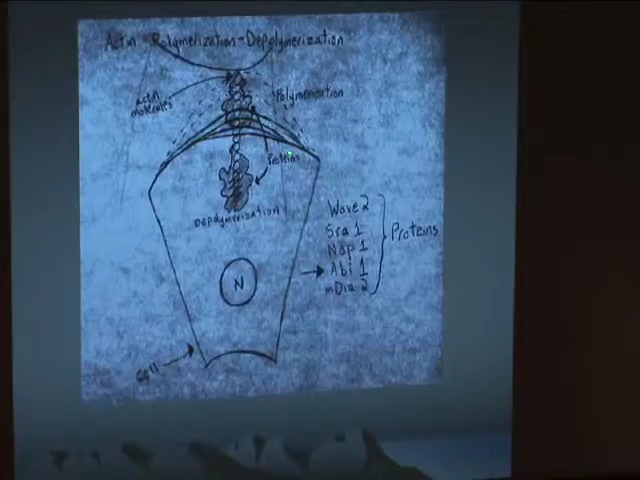 Actin Polymerization-Depolymerization
actin
molecules
Polymerization
Proteins
Depolymerization
Wave 2
Sra 1
Nap 1
Abi 1
mDia 2
Proteins
N
Cell